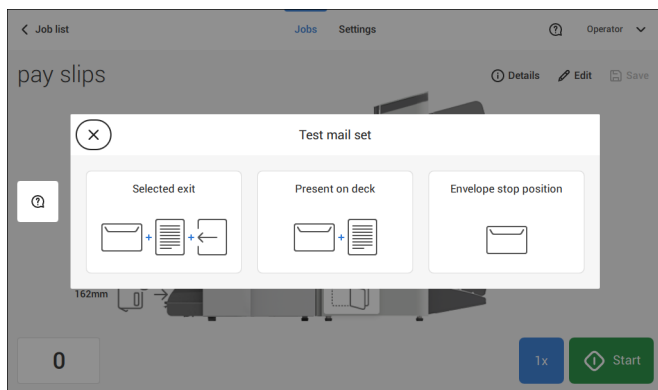 Job list Jobs Settings Operator
pay slips Details Edit Save
Test mail set
Selected exit Present on deck Envelope stop position
162mm
0 1x Start